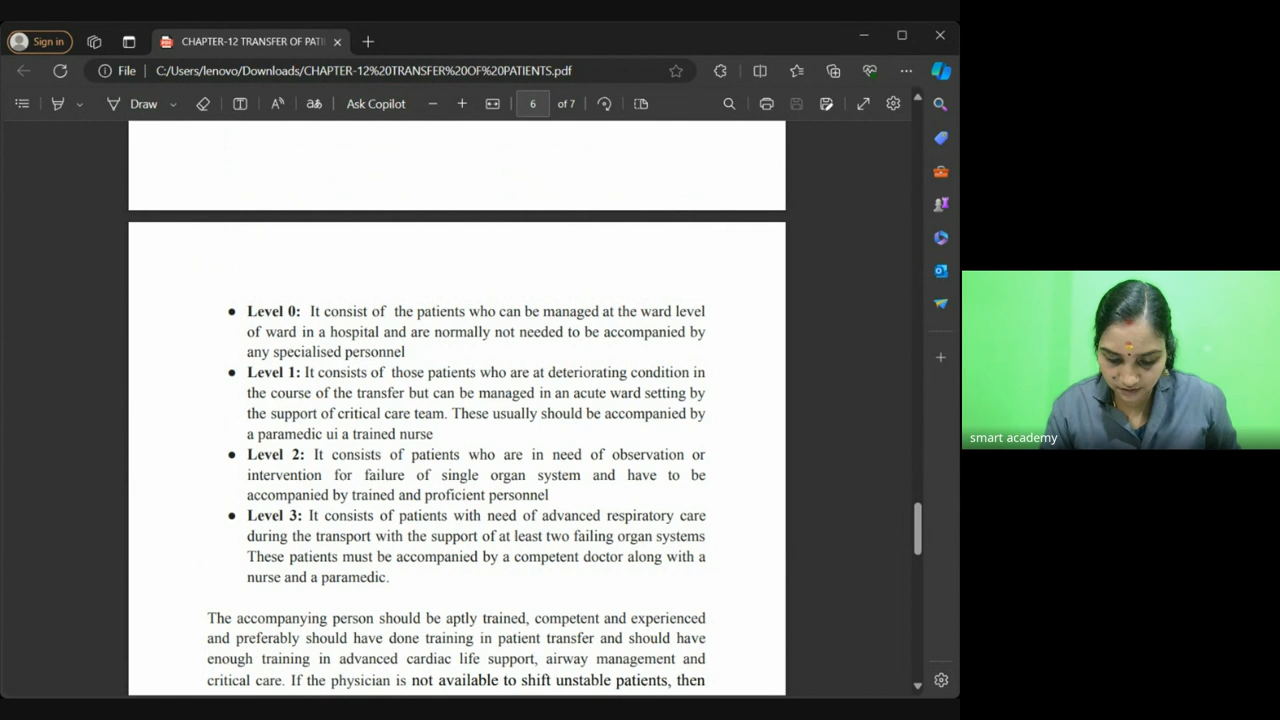 Sign in
CHAPTER-12 TRANSFER OF PATI
File
C:/Users/lenovo/Downloads/CHAPTER-12%20TRANSFER%20OF%20PATIENTS.pdf
Draw
Ask Copilot
6
of 7
● Level 0: It consist of the patients who can be managed at the ward level
of ward in a hospital and are normally not needed to be accompanied by
any specialised personnel
● Level 1: It consists of those patients who are at deteriorating condition in
the course of the transfer but can be managed in an acute ward setting by
the support of critical care team. These usually should be accompanied by
a paramedic ui a trained nurse
● Level 2: It consists of patients who are in need of observation or
intervention for failure of single organ system and have to be
accompanied by trained and proficient personnel
● Level 3: It consists of patients with need of advanced respiratory care
during the transport with the support of at least two failing organ systems
These patients must be accompanied by a competent doctor along with a
nurse and a paramedic.
The accompanying person should be aptly trained, competent and experienced
and preferably should have done training in patient transfer and should have
enough training in advanced cardiac life support, airway management and
critical care. If the physician is not available to shift unstable patients, then
smart academy